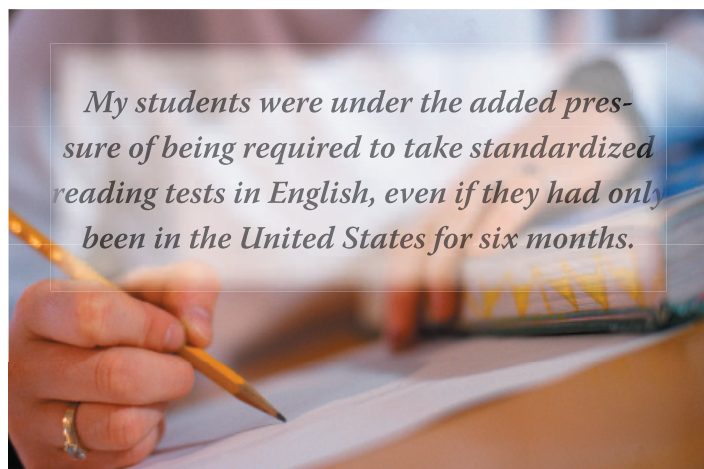 My students were under the added pres-
sure of being required to take standardized
reading tests in English, even if they had only
been in the United States for six months.